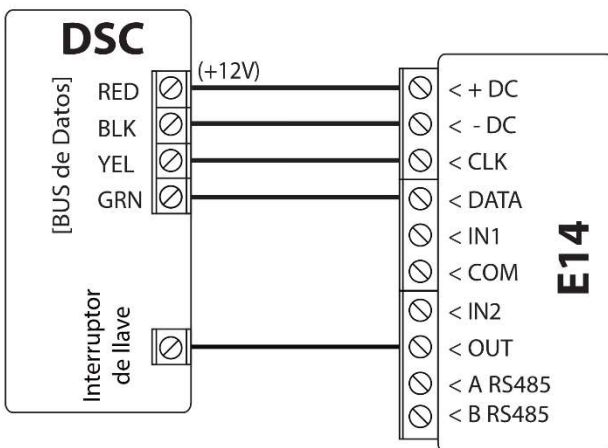 DSC
[BUS de Datos]
RED
BLK
YEL
GRN
(+12V)
Interruptor
de llave
< + DC
< - DC
< CLK
< DATA
< IN1
< COM
< IN2
< OUT
< A RS485
< B RS485
E14